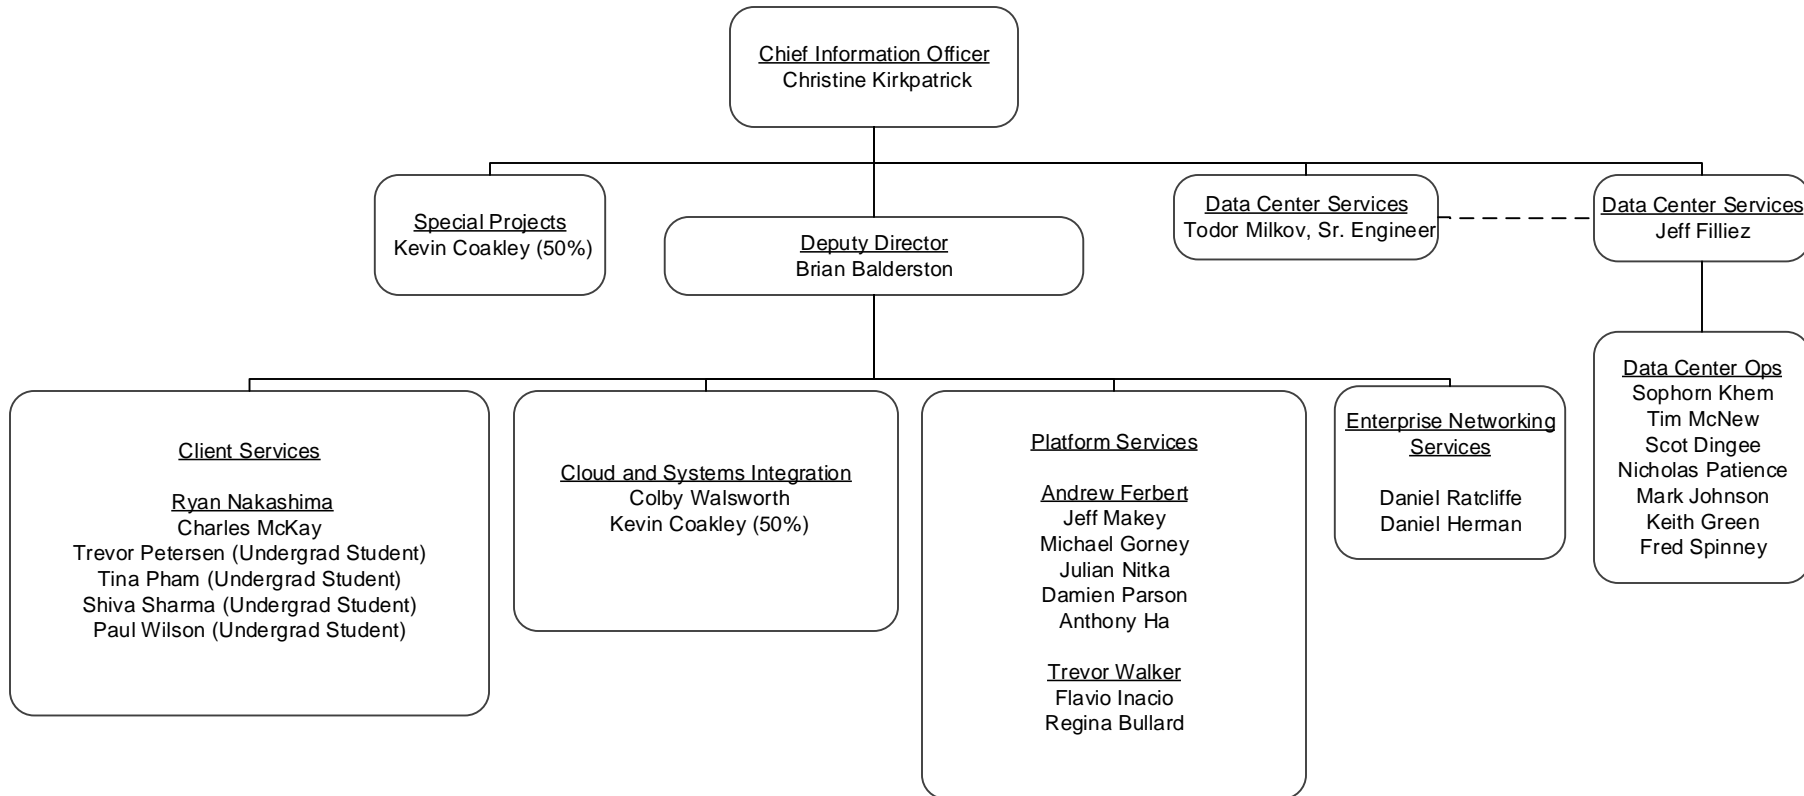 Chief Information Officer
Christine Kirkpatrick
Special Projects
Kevin Coakley (50%)
Deputy Director
Brian Balderston
Data Center Services
Todor Milkov, Sr. Engineer
Data Center Services
Jeff Filliez
Client Services
Ryan Nakashima
Charles McKay
Trevor Petersen (Undergrad Student)
Tina Pham (Undergrad Student)
Shiva Sharma (Undergrad Student)
Paul Wilson (Undergrad Student)
Cloud and Systems Integration
Colby Walsworth
Kevin Coakley (50%)
Platform Services
Andrew Ferbert
Jeff Makey
Michael Gorney
Julian Nitka
Damien Parson
Anthony Ha
Trevor Walker
Flavio Inacio
Regina Bullard
Enterprise Networking
Services
Daniel Ratcliffe
Daniel Herman
Data Center Ops
Sophorn Khem
Tim McNew
Scot Dingee
Nicholas Patience
Mark Johnson
Keith Green
Fred Spinney